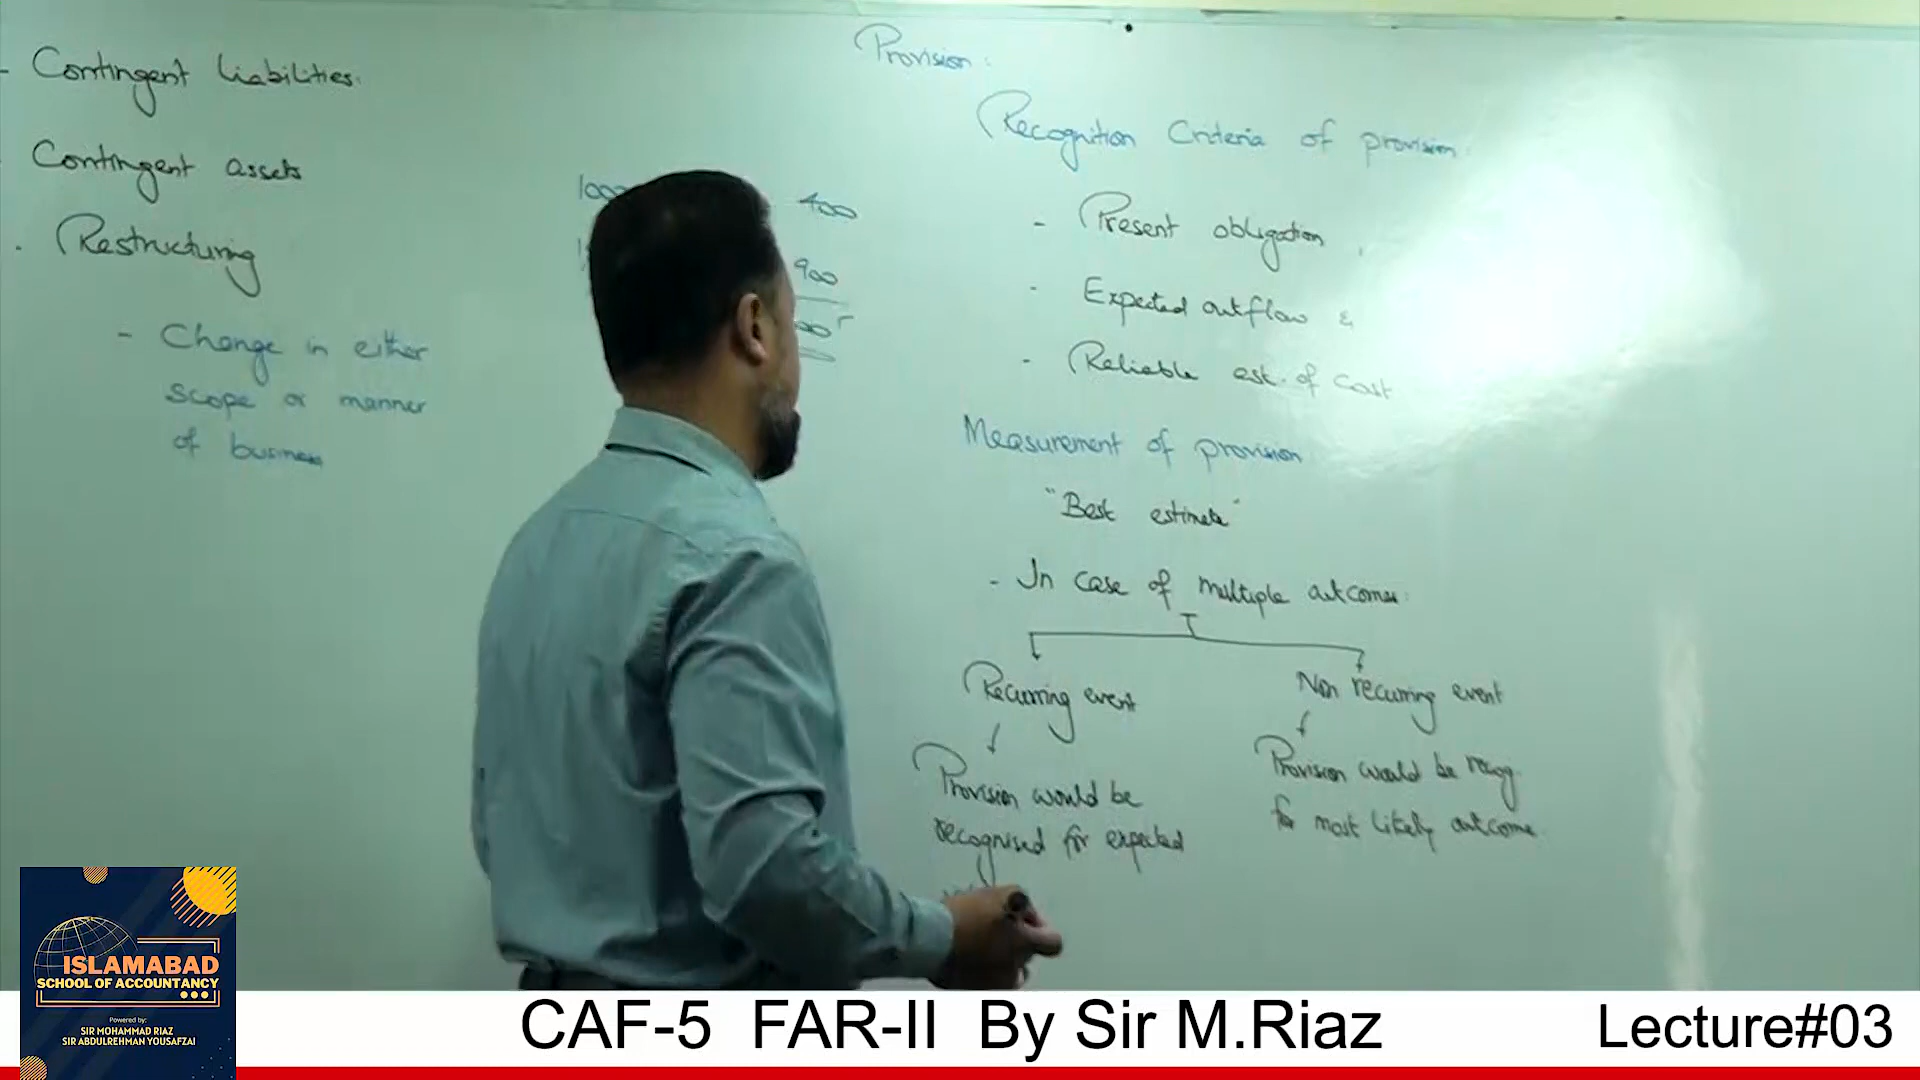 - Contingent liabilities.
- Contingent assets
- Restructuring
- Change in either
scope or manner
of business
400
900
Provision:
Recognition Criteria of provision:
- Present obligation,
- Expected outflow &
- Reliable est. of cost
Measurement of provision
"Best estimate"
- In case of multiple outcomes.
Recurring event
Non recurring event
Provision would be
recognised for expected
Provision would be recog.
for most likely outcome.
ISLAMABAD
SCHOOL OF ACCOUNTANCY
Powered by:
SIR MOHAMMAD RIAZ
SIR ABDULREHMAN YOUSAFZAI
CAF-5 FAR-II By Sir M.Riaz
Lecture#03